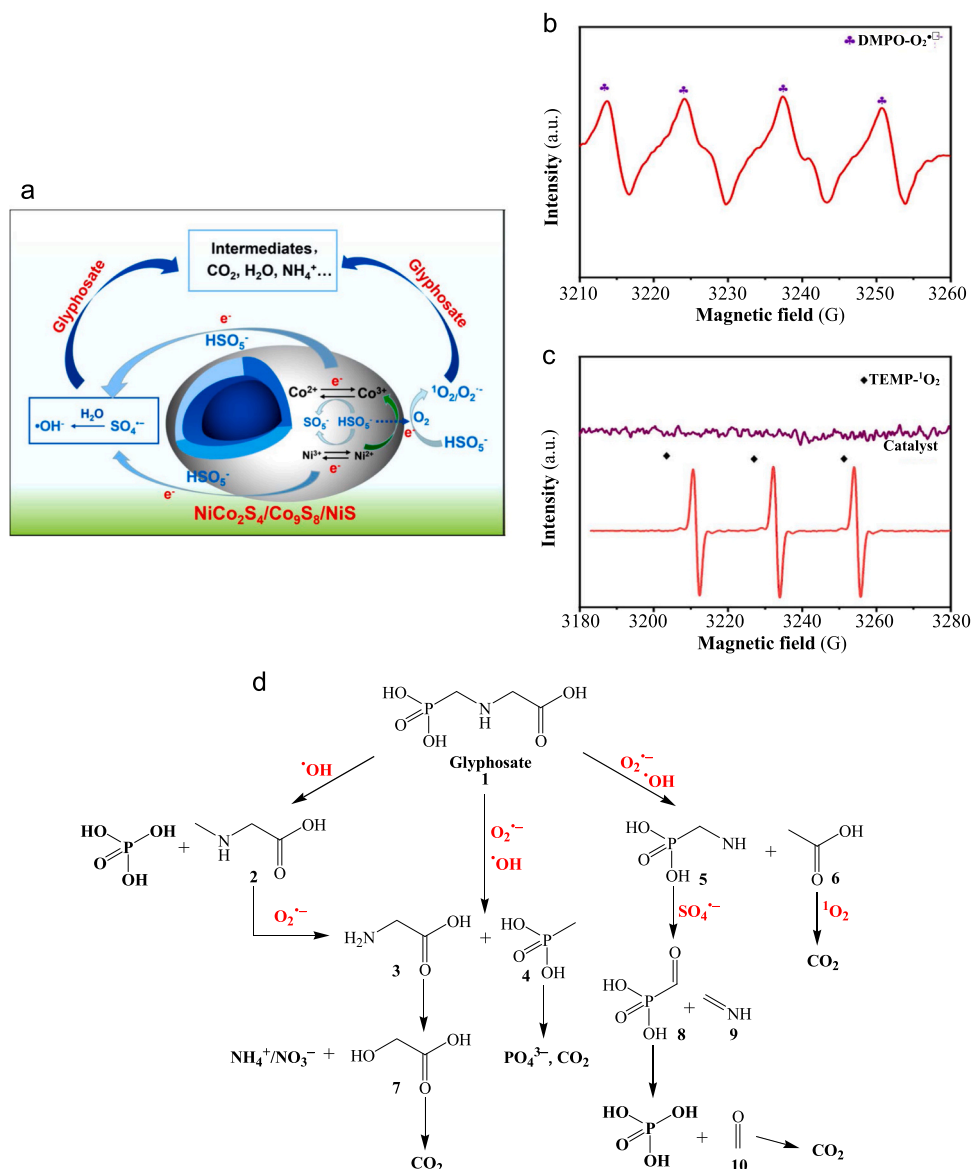 a
Intermediates,
CO₂, H₂O, NH₄⁺...
Glyphosate
Glyphosate
e⁻
HSO₅⁻
e⁻
Co²⁺ Co³⁺
SO₅⁻ HSO₅⁻ O₂
e⁻
Ni³⁺ Ni²⁺
e⁻
¹O₂/O₂•⁻
HSO₅⁻
H₂O
•OH⁻ SO₄•⁻
HSO₅⁻
e⁻
NiCo₂S₄/Co₉S₈/NiS
b
♣ DMPO-O₂•⁻
Intensity (a.u.)
3210 3220 3230 3240 3250 3260
Magnetic field (G)
c
◆TEMP-¹O₂
Catalyst
Intensity (a.u.)
3180 3200 3220 3240 3260 3280
Magnetic field (G)
d
HO
P
O
OH
N
H
O
OH
Glyphosate
1
•OH
O₂•⁻
•OH
O₂•⁻
•OH
HO OH
P
O
OH
+
N
H
OH
O
2
O₂•⁻
H₂N
OH
O
3
+
HO
P
O
OH
4
HO
P
O
OH
NH
5
+
OH
O
6
SO₄•⁻
¹O₂
CO₂
NH₄⁺/NO₃⁻ +
HO
OH
O
7
CO₂
PO₄³⁻, CO₂
O
HO
P
O
OH
8
+
NH
9
HO OH
P
O
OH
+
O
10
CO₂